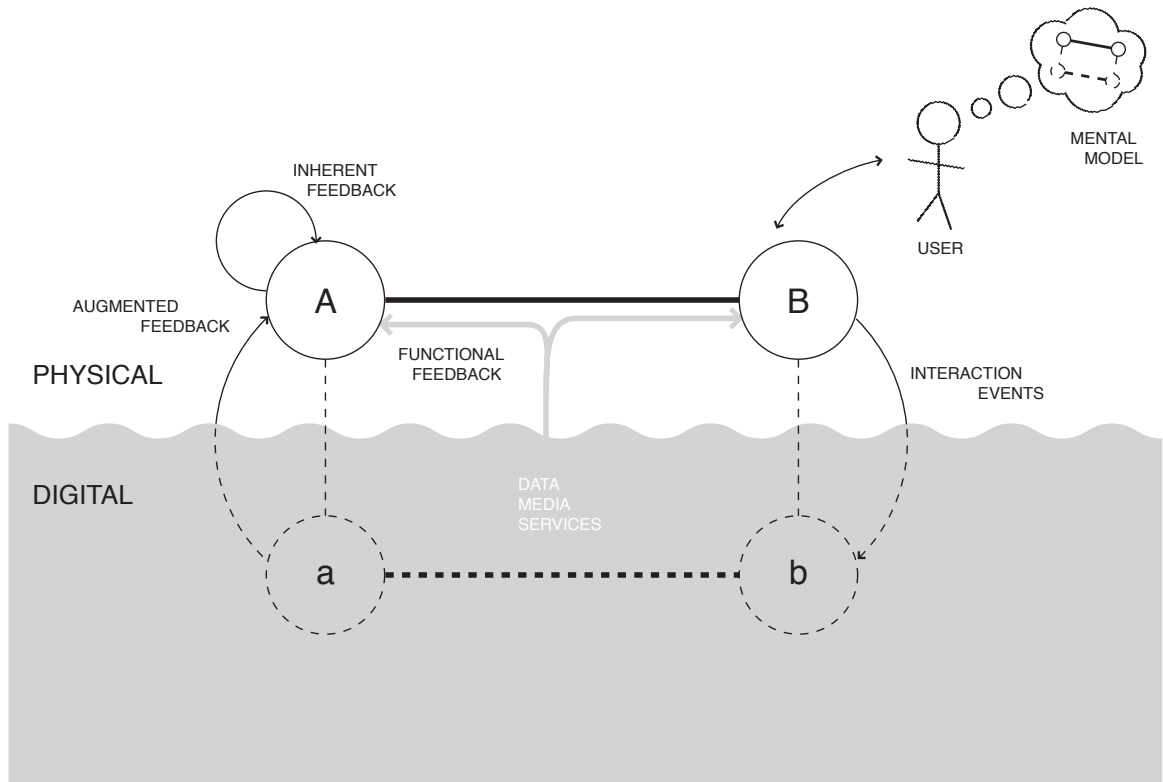 MENTAL
MODEL
INHERENT
FEEDBACK
USER
A
B
AUGMENTED
FEEDBACK
FUNCTIONAL
FEEDBACK
PHYSICAL
INTERACTION
EVENTS
DIGITAL
DATA
MEDIA
SERVICES
a
b